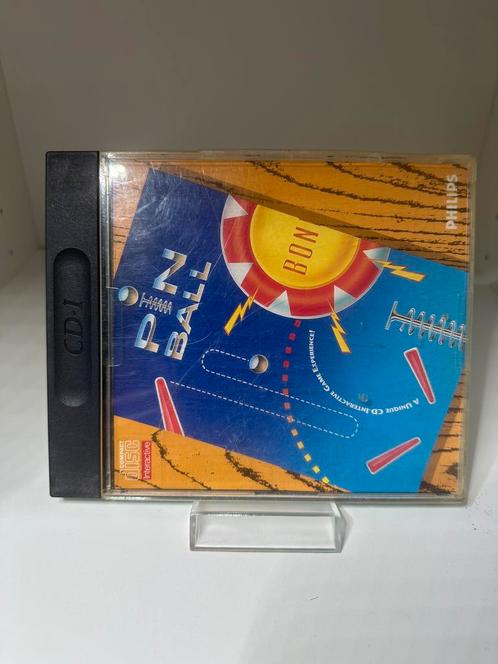 CD-I
PHILIPS
PIN
BALL
BON
A UNIQUE CD-INTERACTIVE GAME EXPERIENCE!
COMPACT
disc
Interactive